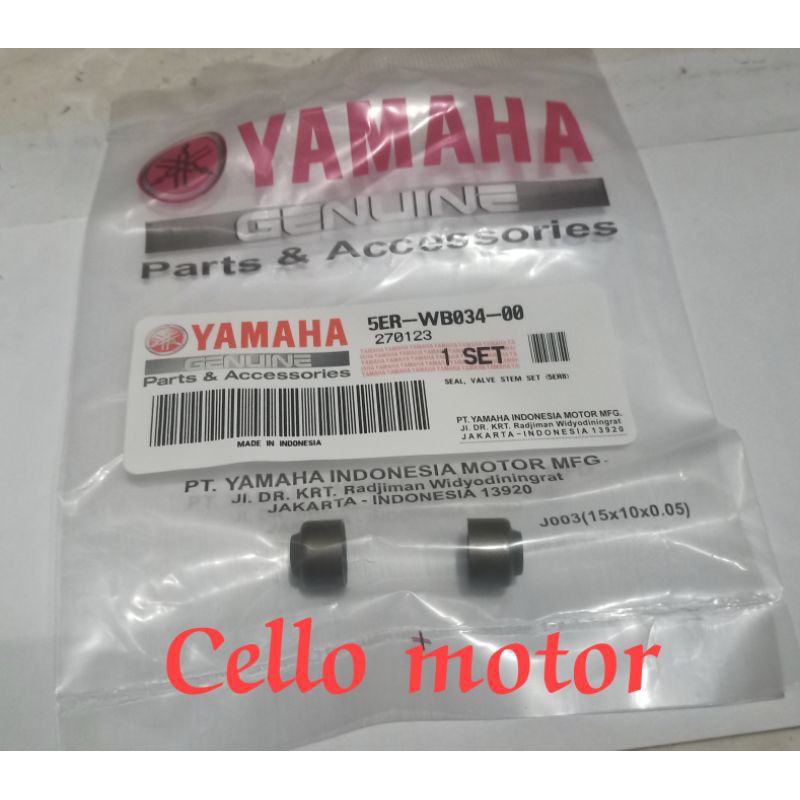 YAMAHA
GENUINE
Parts & Accessories
YAMAHA
GENUINE
Parts & Accessories
5ER-WB034-00
270123
1 SET
SEAL, VALVE STEM SET (5ER8)
MADE IN INDONESIA
PT. YAMAHA INDONESIA MOTOR MFG.
Jl. DR. KRT. Radjiman Widyodiningrat
JAKARTA-INDONESIA 13920
PT. YAMAHA INDONESIA MOTOR MFG.
Jl. DR. KRT. Radjiman Widyodiningrat
JAKARTA - INDONESIA 13920
J003(15x10x0.05)
Cello motor